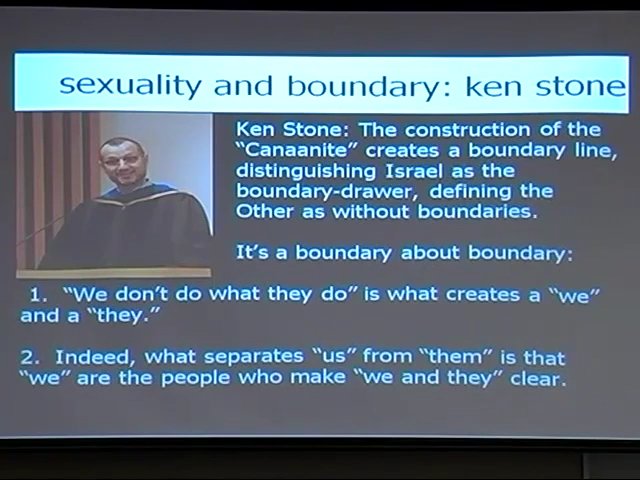 sexuality and boundary: ken stone
Ken Stone: The construction of the
“Canaanite” creates a boundary line,
distinguishing Israel as the
boundary-drawer, defining the
Other as without boundaries.
It’s a boundary about boundary:
1. “We don’t do what they do” is what creates a “we”
and a “they.”
2. Indeed, what separates “us” from “them” is that
“we” are the people who make “we and they” clear.